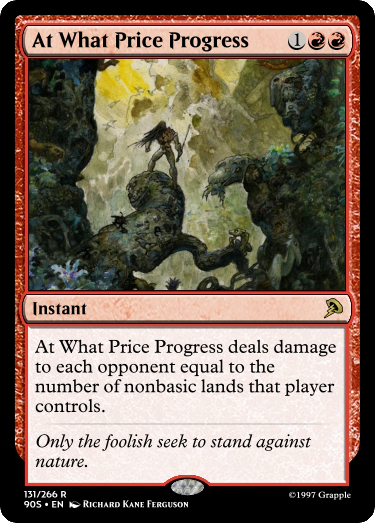 At What Price Progress 1
Instant
At What Price Progress deals damage
to each opponent equal to the
number of nonbasic lands that player
controls.
Only the foolish seek to stand against
nature.
131/266 R
90S • EN Richard Kane Ferguson
©1997 Grapple